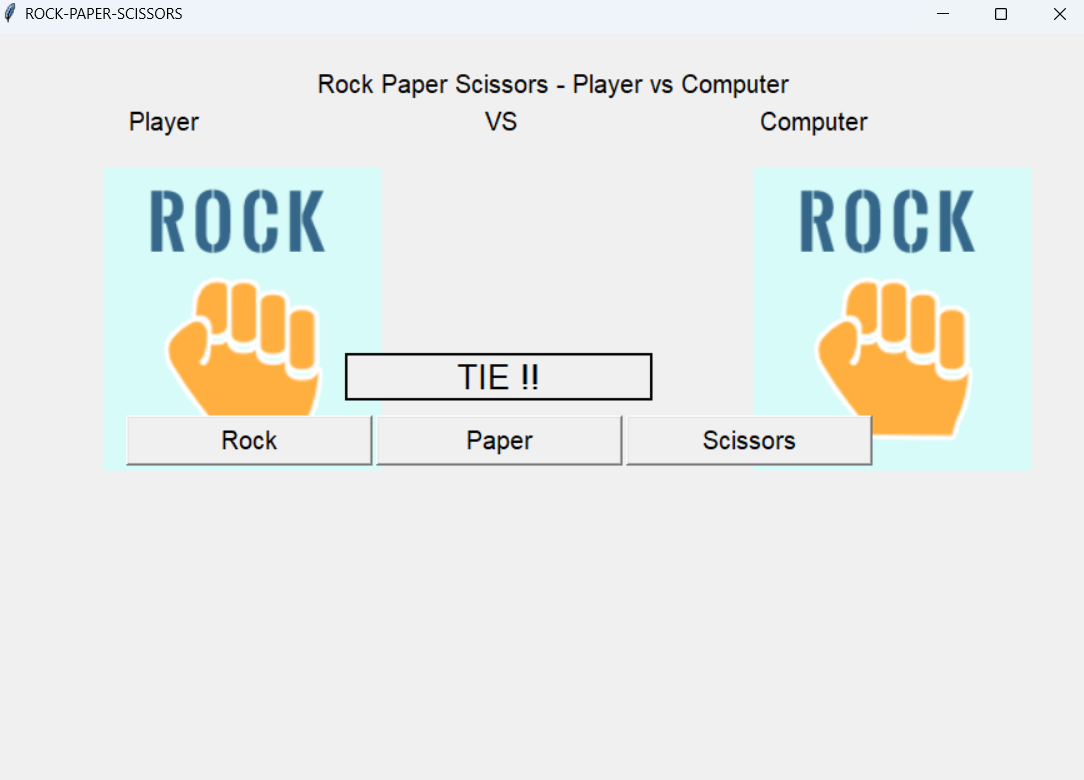 ROCK-PAPER-SCISSORS
Rock Paper Scissors - Player vs Computer
Player VS Computer
ROCK ROCK
TIE !!
Rock Paper Scissors